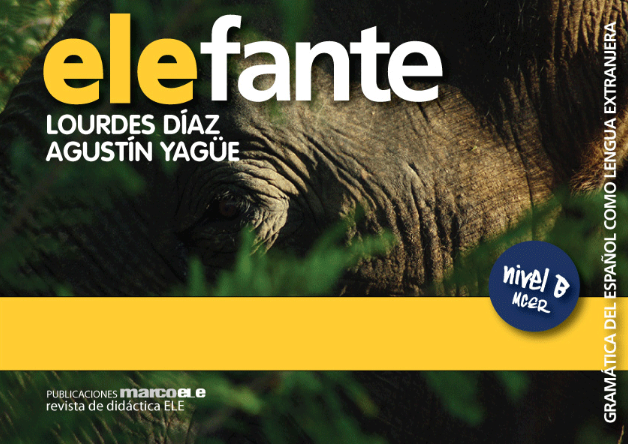 elefante
LOURDES DÍAZ
AGUSTÍN YAGÜE
nivel B
MCER
GRAMÁTICA DEL ESPAÑOL COMO LENGUA EXTRANJERA
PUBLICACIONES marcoELE
revista de didáctica ELE